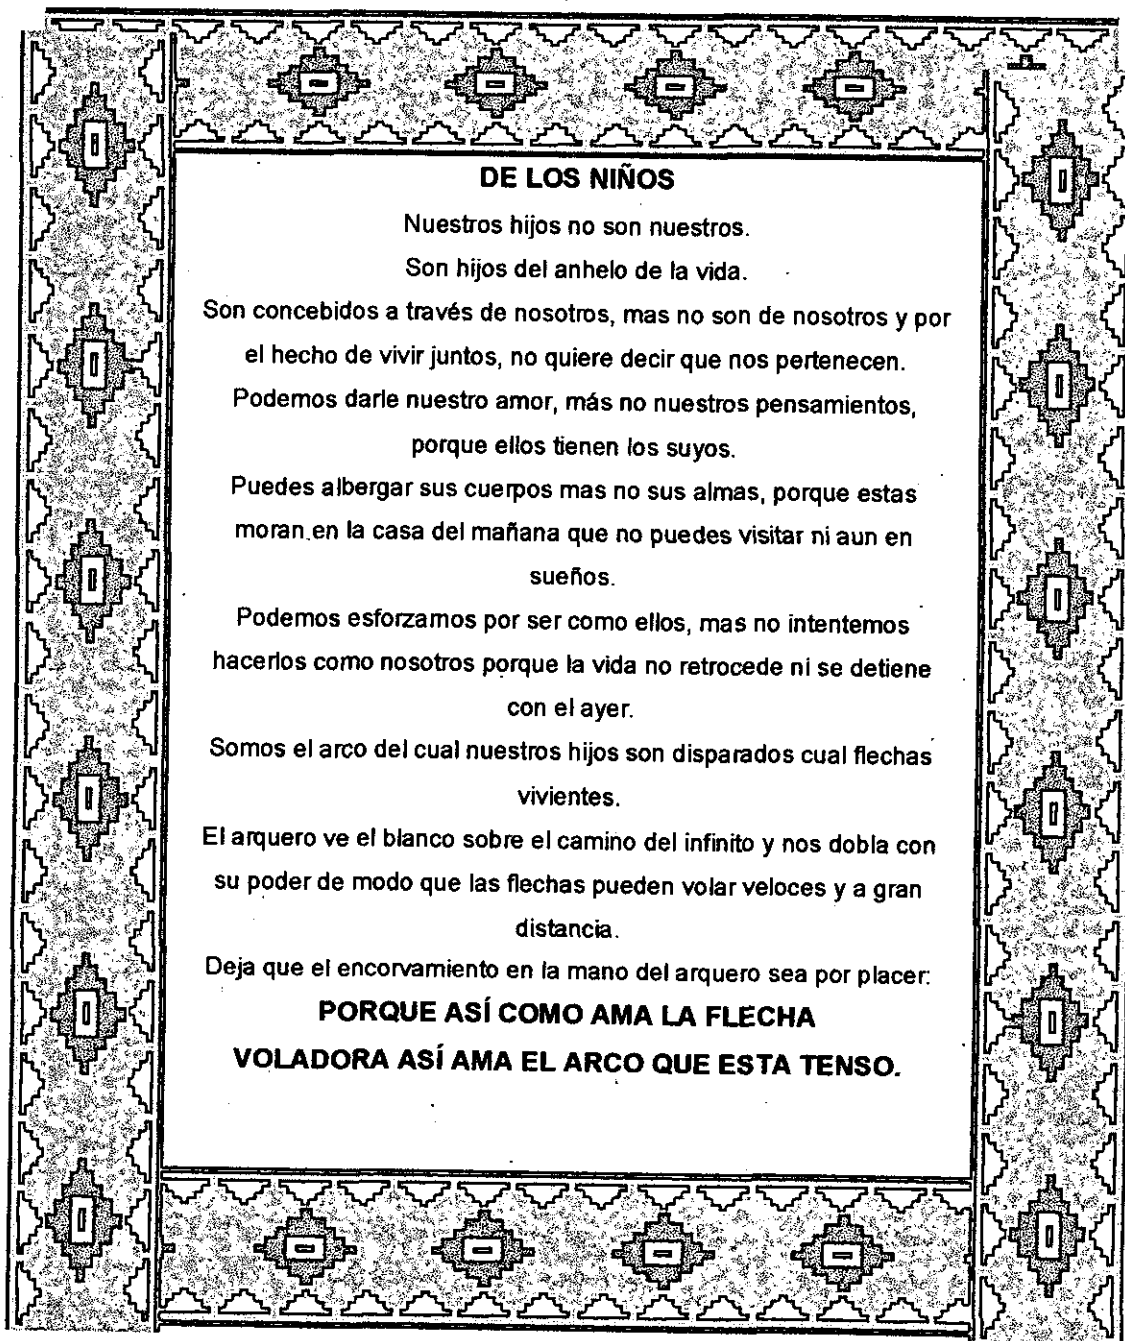 DE LOS NIÑOS
Nuestros hijos no son nuestros.
Son hijos del anhelo de la vida.
Son concebidos a través de nosotros, mas no son de nosotros y por
el hecho de vivir juntos, no quiere decir que nos pertenecen.
Podemos darle nuestro amor, más no nuestros pensamientos,
porque ellos tienen los suyos.
Puedes albergar sus cuerpos mas no sus almas, porque estas
moran en la casa del mañana que no puedes visitar ni aun en
sueños.
Podemos esforzarnos por ser como ellos, mas no intentemos
hacerlos como nosotros porque la vida no retrocede ni se detiene
con el ayer.
Somos el arco del cual nuestros hijos son disparados cual flechas
vivientes.
El arquero ve el blanco sobre el camino del infinito y nos dobla con
su poder de modo que las flechas pueden volar veloces y a gran
distancia.
Deja que el encorvamiento en la mano del arquero sea por placer:
PORQUE ASÍ COMO AMA LA FLECHA
VOLADORA ASÍ AMA EL ARCO QUE ESTA TENSO.